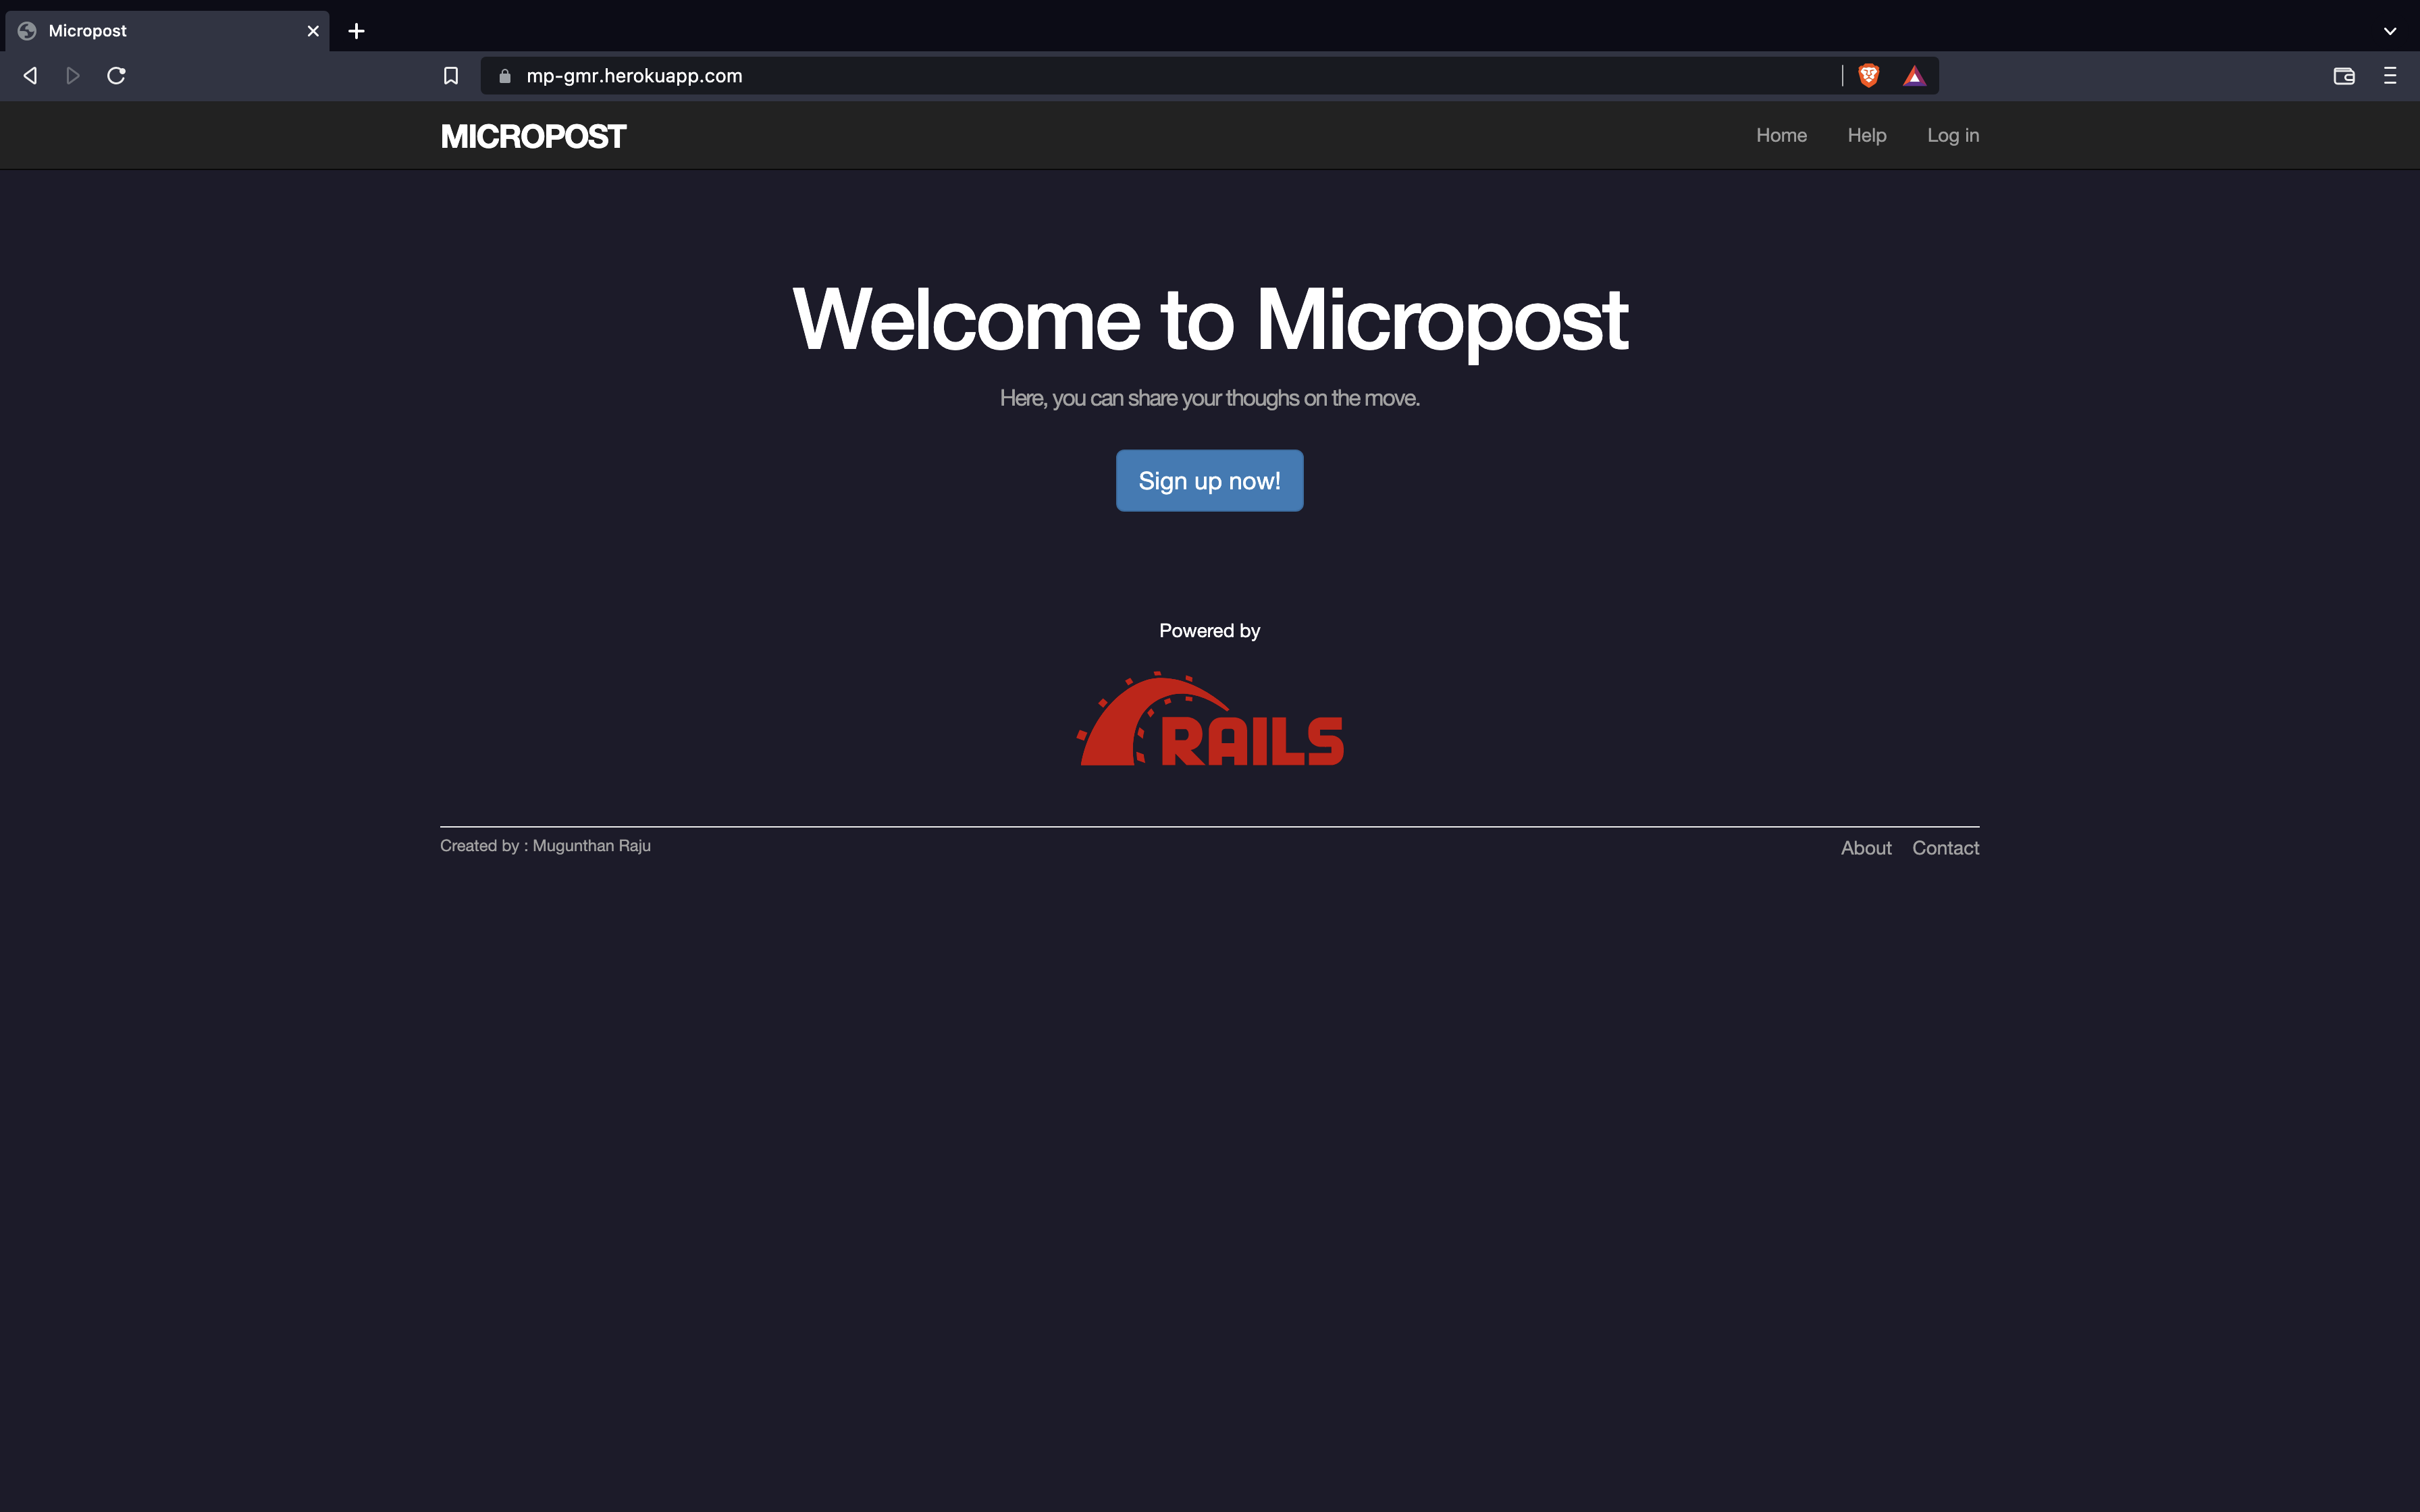 Micropost
mp-gmr.herokuapp.com
MICROPOST
Home Help Log in
Welcome to Micropost
Here, you can share your thoughs on the move.
Sign up now!
Powered by
RAILS
Created by : Mugunthan Raju
About Contact